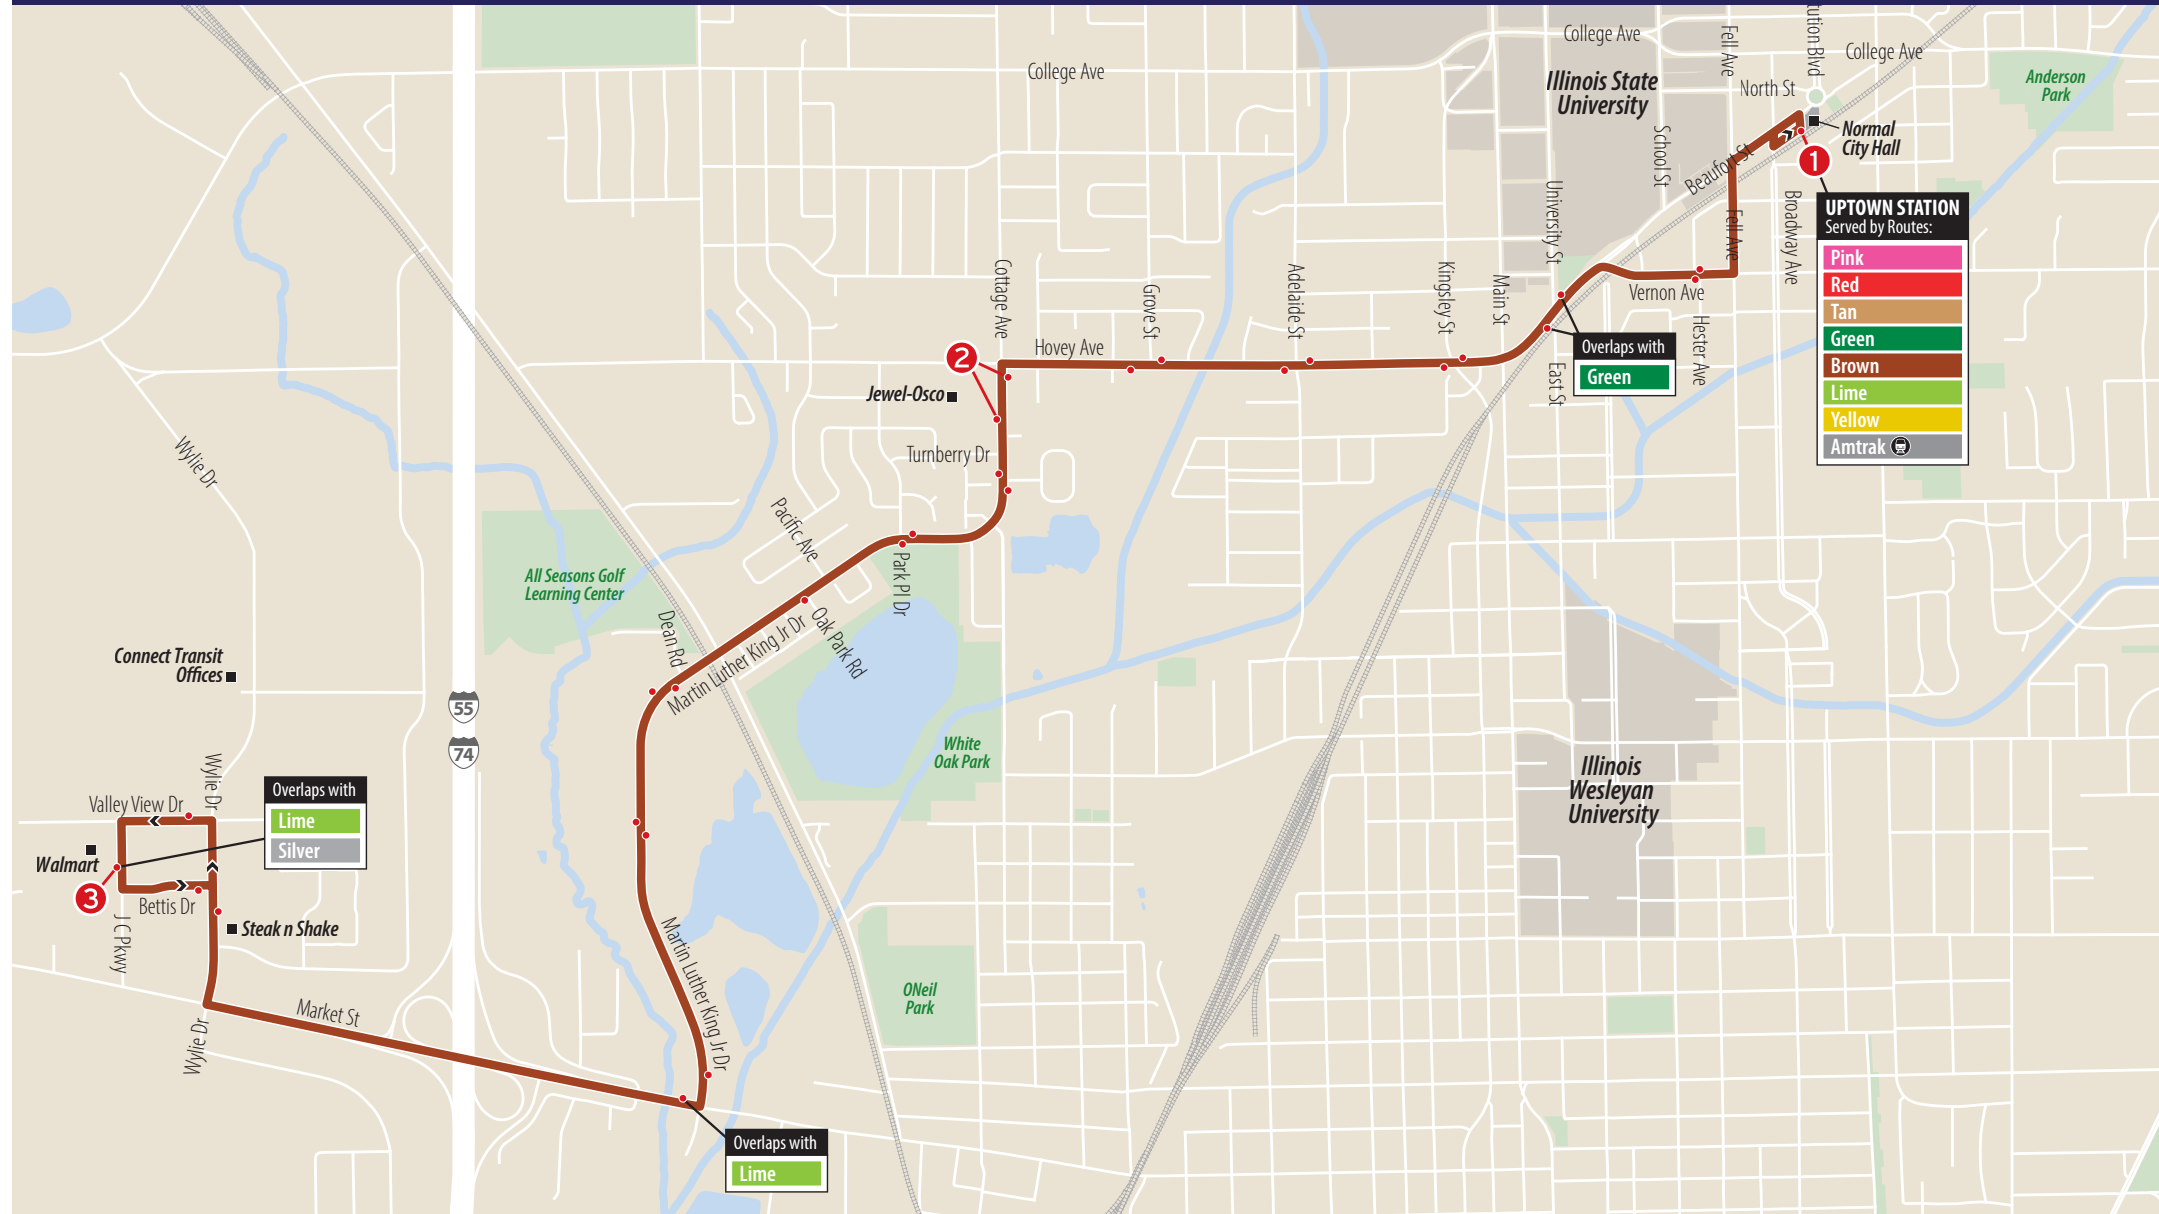 College Ave
College Ave
College Ave
Fell Ave
tution Blvd
North St
Illinois State
University
Anderson
Park
Normal
City Hall
1
School St
Beaufort St
University St
Fell Ave
Broadway Ave
UPTOWN STATION
Served by Routes:
Pink
Red
Tan
Green
Brown
Lime
Yellow
Amtrak
Cottage Ave
Grove St
Adelaide St
Kingsley St
Main St
Vernon Ave
Hester Ave
East St
Overlaps with
Green
Hovey Ave
2
Jewel-Osco
Turnberry Dr
Wylie Dr
Pacific Ave
Park Pl Dr
Oak Park Rd
All Seasons Golf
Learning Center
Dean Rd
Martin Luther King Jr Dr
Connect Transit
Offices
55
74
White
Oak Park
Illinois
Wesleyan
University
Wylie Dr
Valley View Dr
Overlaps with
Lime
Silver
Walmart
3
Bettis Dr
J C Pkwy
Steak n Shake
Martin Luther King Jr Dr
ONeil
Park
Market St
Wylie Dr
Overlaps with
Lime